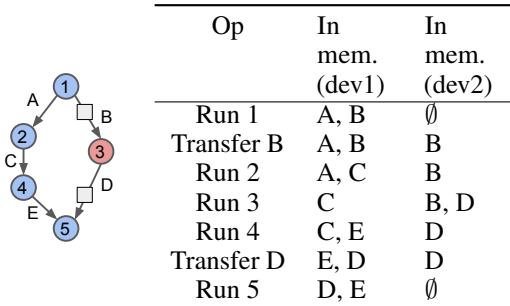 1
A
B
2
3
C
D
4
E
5
Op In In
mem. mem.
(dev1) (dev2)
Run 1 A, B ∅
Transfer B A, B B
Run 2 A, C B
Run 3 C B, D
Run 4 C, E D
Transfer D E, D D
Run 5 D, E ∅